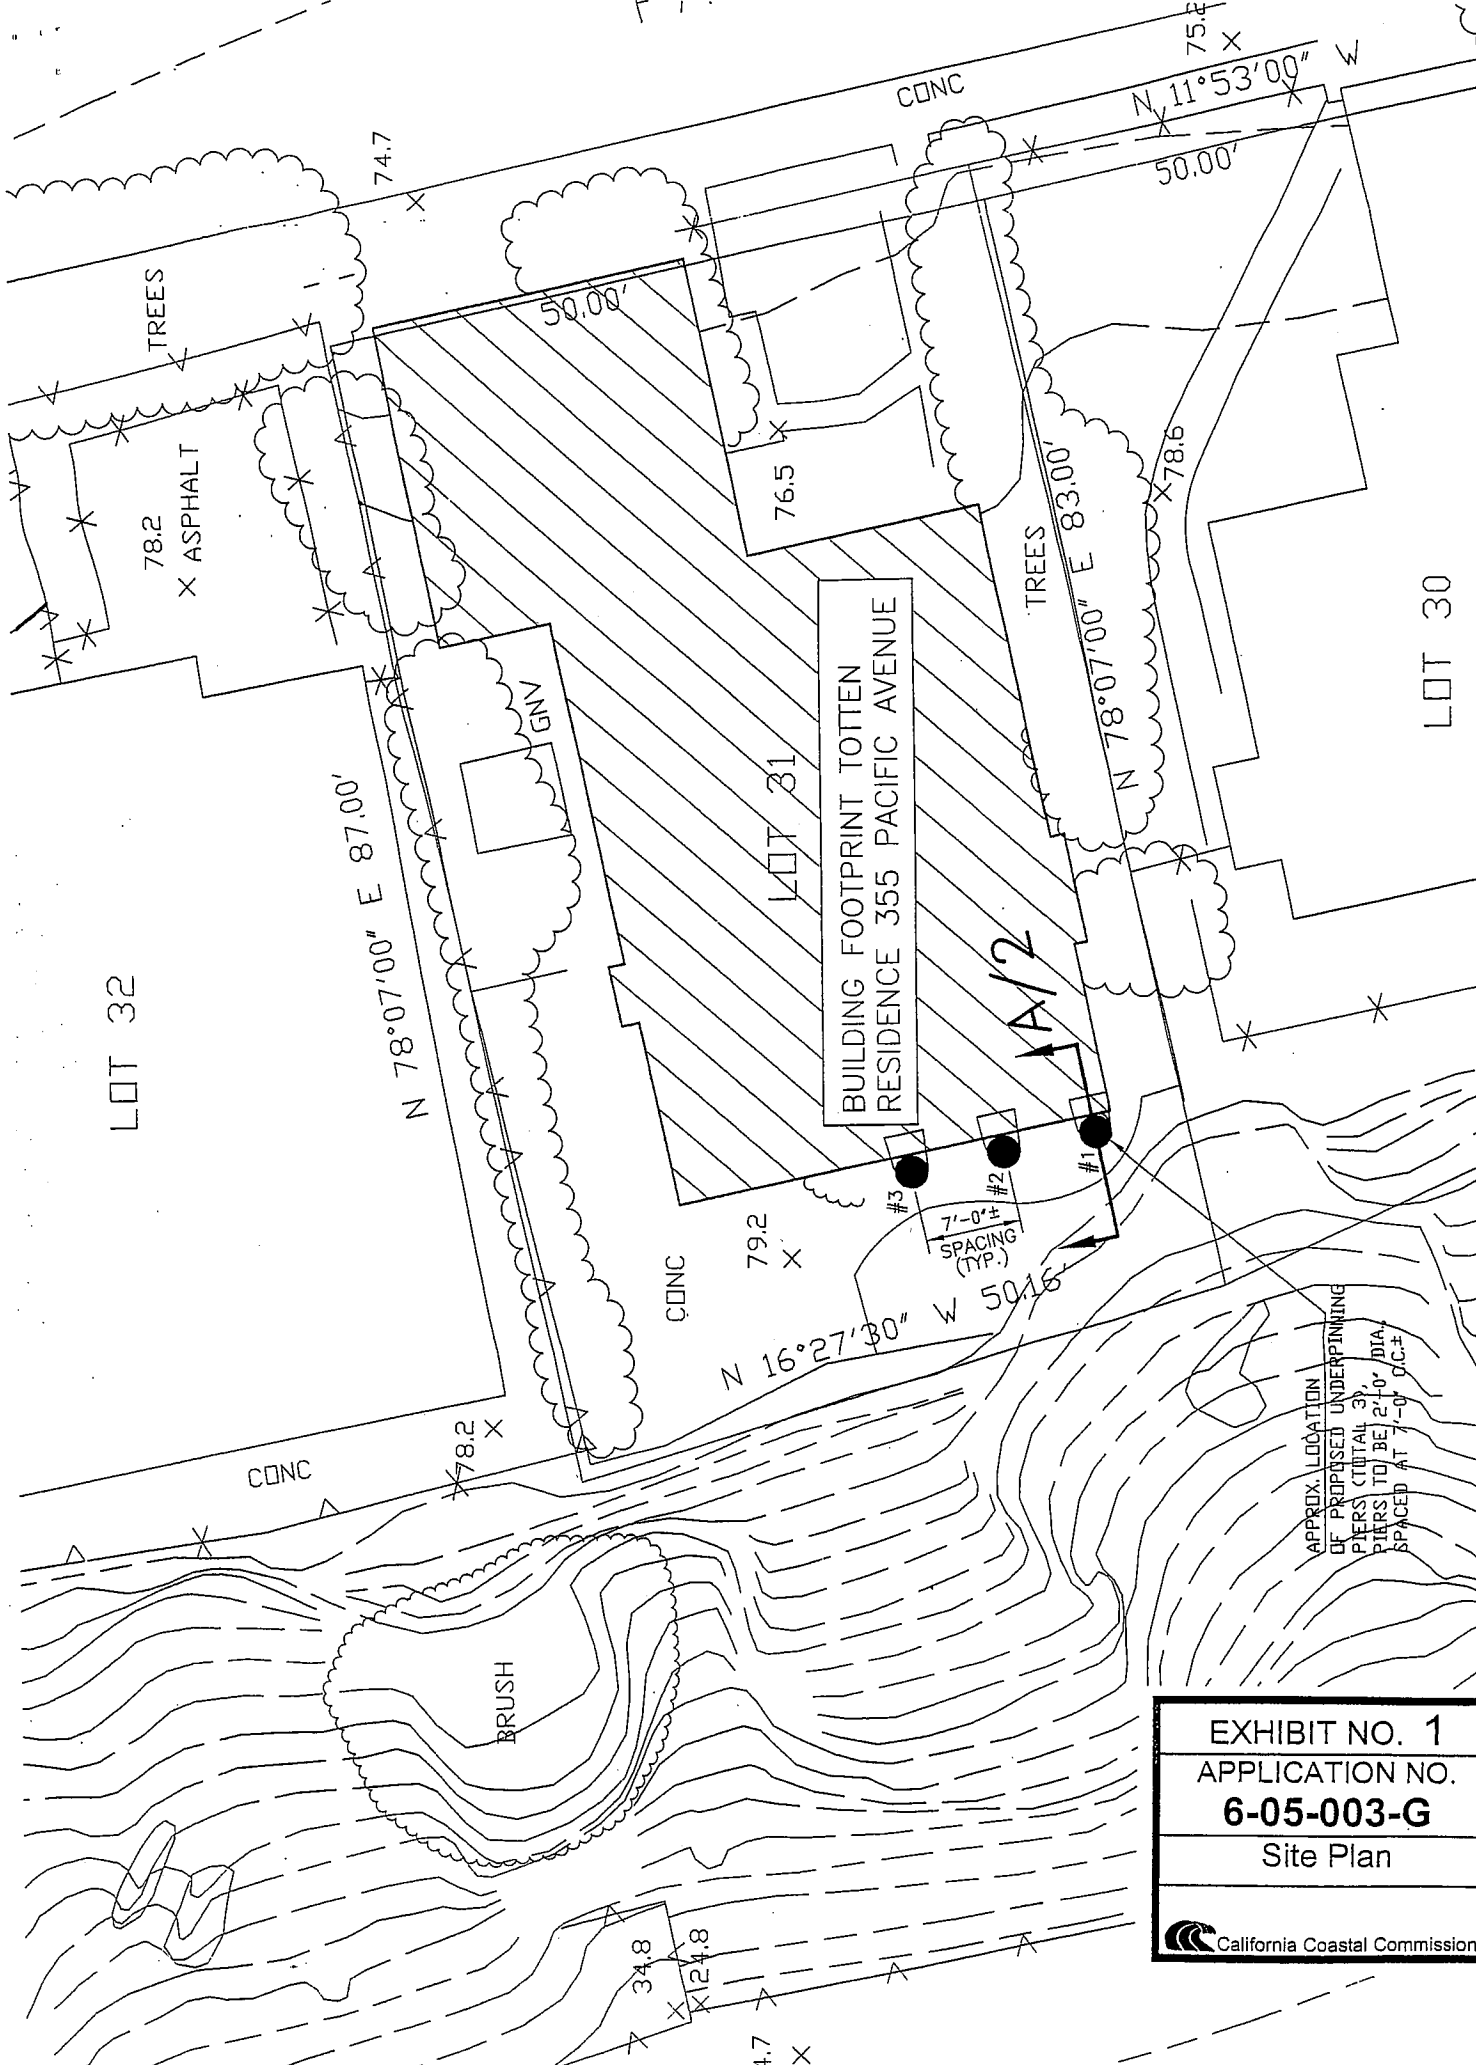 75.2
CONC
N 11°53'00" W
50.00'
74.7
TREES
50.00'
78.2
ASPHALT
76.5
78.6
TREES
N 78°07'00" E 83.00'
LOT 30
GNV
LOT 31
BUILDING FOOTPRINT TOTTEN
RESIDENCE 355 PACIFIC AVENUE
N 78°07'00" E 87.00'
LOT 32
A/2
#1
#2
#3
7'-0"±
SPACING
(TYP.)
79.2
CONC
N 16°27'30" W 50.16'
78.2
CONC
APPROX. LOCATION
OF PROPOSED UNDERPINNING
PIERS (TOTAL 3),
PIERS TO BE 2'-0" DIA.,
SPACED AT 7'-0" O.C.±
BRUSH
34.8
124.8
4.7
EXHIBIT NO. 1
APPLICATION NO.
6-05-003-G
Site Plan
California Coastal Commission